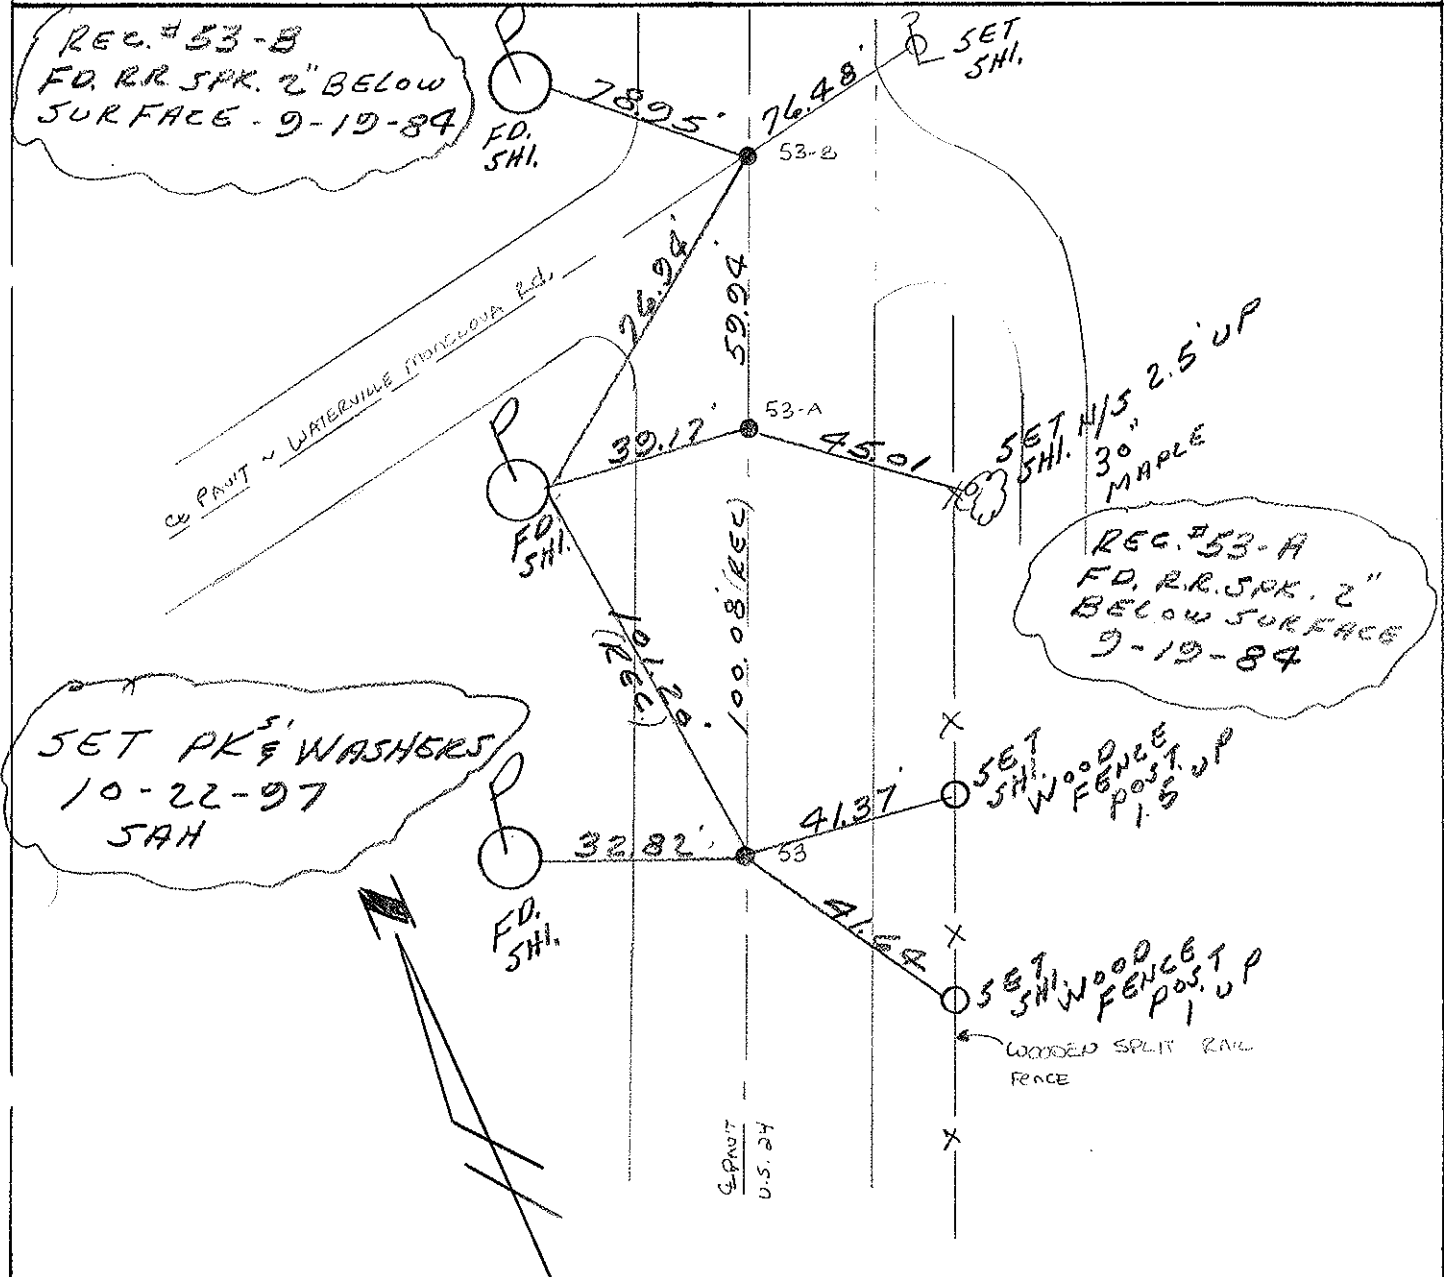 REC. #53-B
FD. RR. SPK. 2" BELOW
SURFACE - 9-19-84
FD.
SHI.
78.95'
76.48'
SET
SHI.
53-B
76.94'
59.94'
℄ PAVT ~ WATERVILLE MONCLOVA Rd.
53-A
39.17'
45.01
SET N/S 2.5' UP
SHI. 30"
MAPLE
FD.
SHI.
REC. #53-A
FD. R.R. SPK. 2"
BELOW SURFACE
9-19-84
100.08' (REC)
101.20'
(REC)
SET PK'S & WASHERS
10-22-97
SAH
32.82'
53
41.37'
SET
SHI. WOOD
FENCE
POST. UP
1.5
FD.
SHI.
41.54
SET
SHI. WOOD
FENCE
POST. UP
1'
WOODEN SPLIT RAIL
FENCE
℄ PAVT
U.S. 24
N